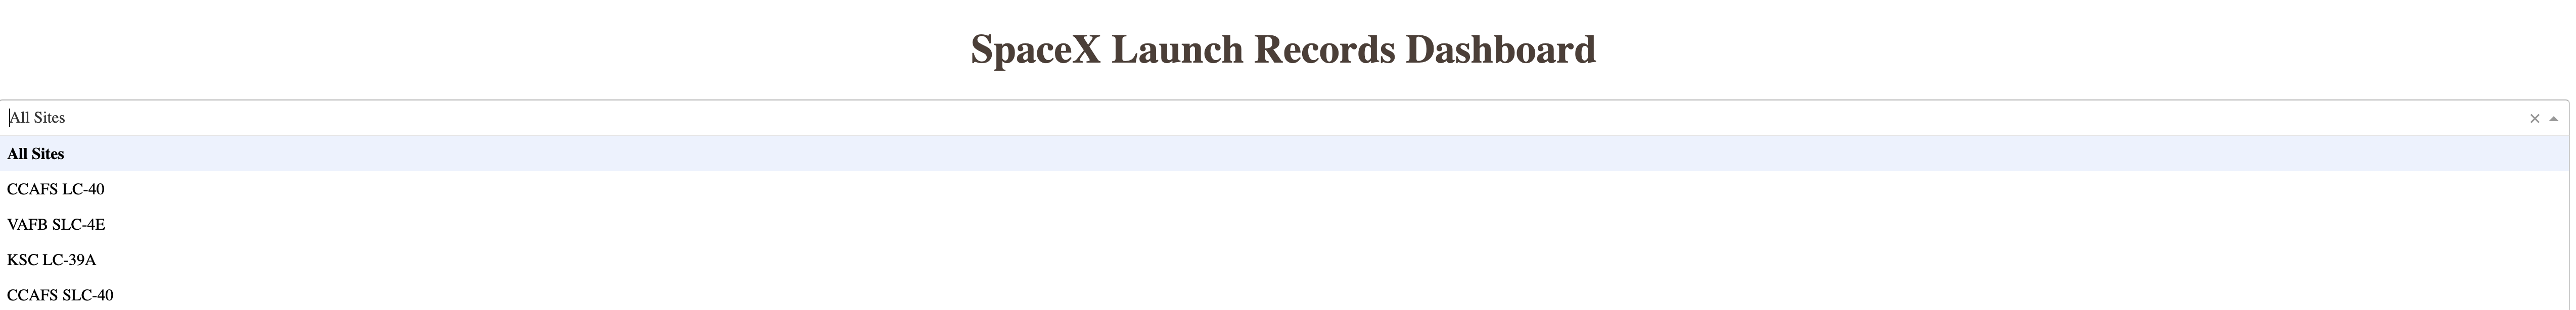 SpaceX Launch Records Dashboard
All Sites
All Sites
CCAFS LC-40
VAFB SLC-4E
KSC LC-39A
CCAFS SLC-40